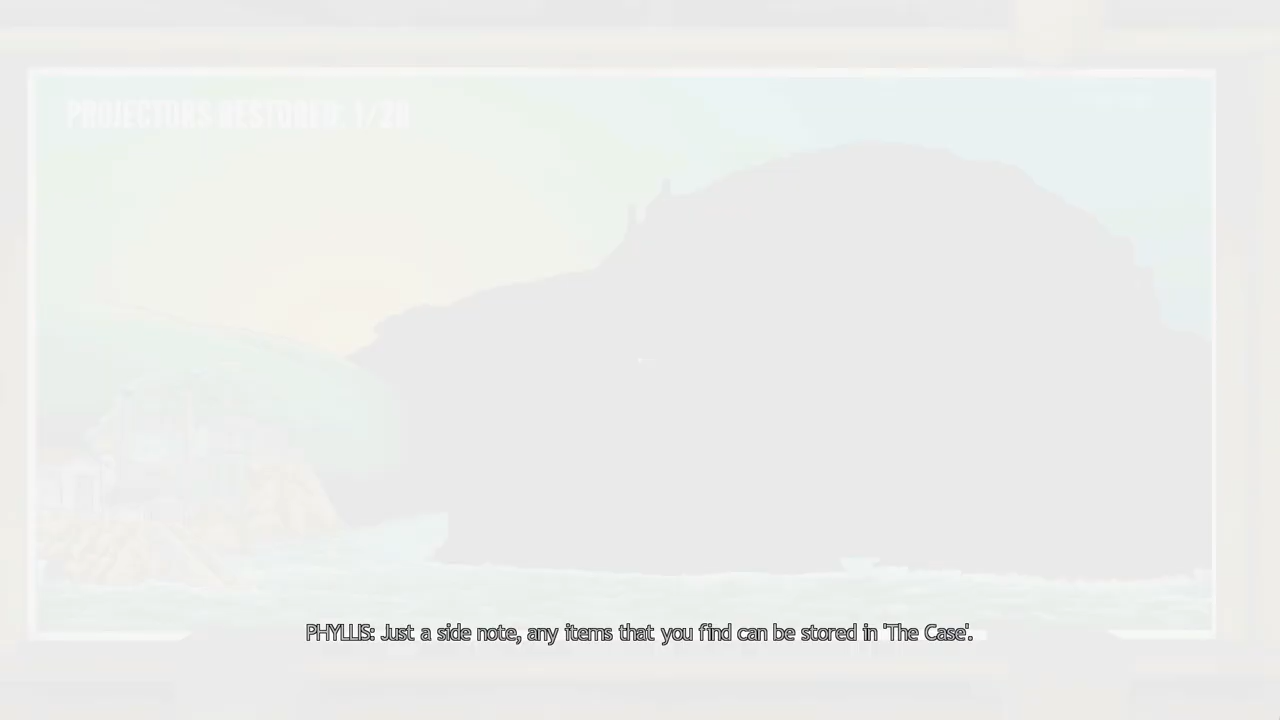 PROJECTORS RESTORED: 1/20
PHYLLIS: Just a side note, any items that you find can be stored in 'The Case'.